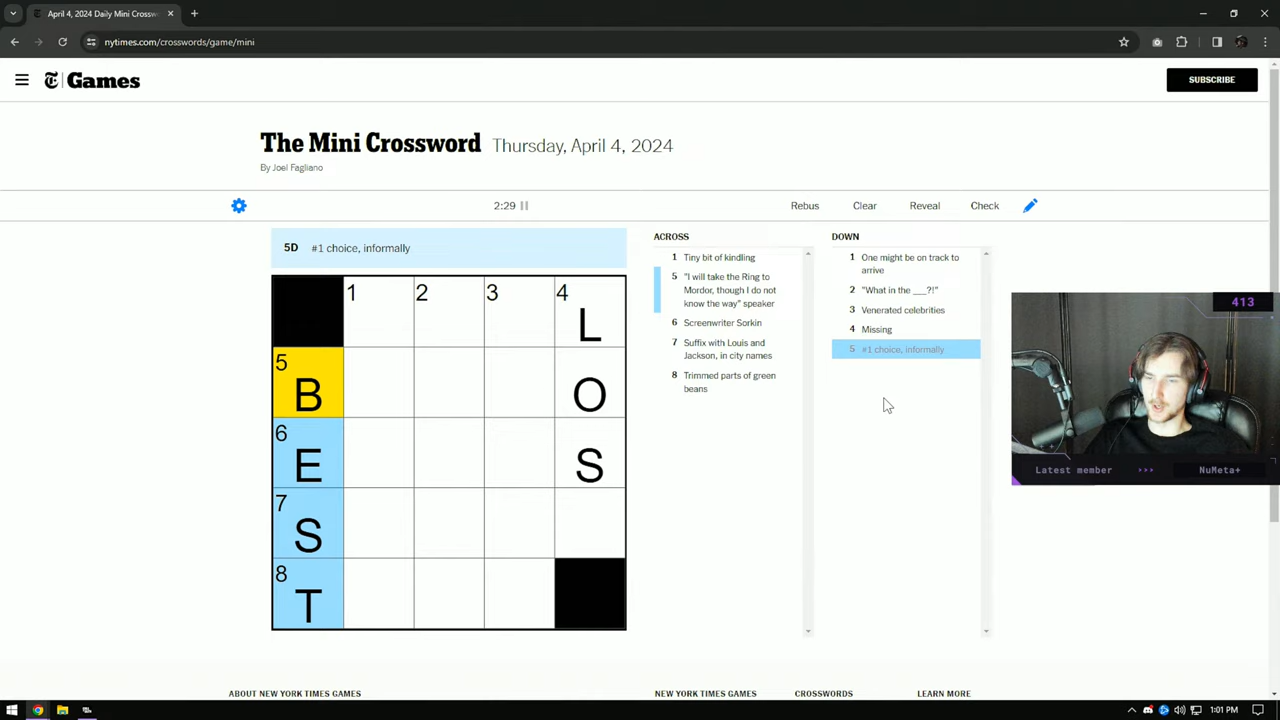 April 4, 2024 Daily Mini Crossw
nytimes.com/crosswords/game/mini
Games
SUBSCRIBE
The Mini Crossword Thursday, April 4, 2024
By Joel Fagliano
2:29
Rebus
Clear
Reveal
Check
5D #1 choice, informally
1
2
3
4
L
5
B
O
6
E
S
7
S
8
T
ACROSS
1 Tiny bit of kindling
5 "I will take the Ring to
Mordor, though I do not
know the way" speaker
6 Screenwriter Sorkin
7 Suffix with Louis and
Jackson, in city names
8 Trimmed parts of green
beans
DOWN
1 One might be on track to
arrive
2 "What in the ___?!"
3 Venerated celebrities
4 Missing
5 #1 choice, informally
413
Latest member >>> NuMeta+
ABOUT NEW YORK TIMES GAMES
NEW YORK TIMES GAMES
CROSSWORDS
LEARN MORE
1:01 PM